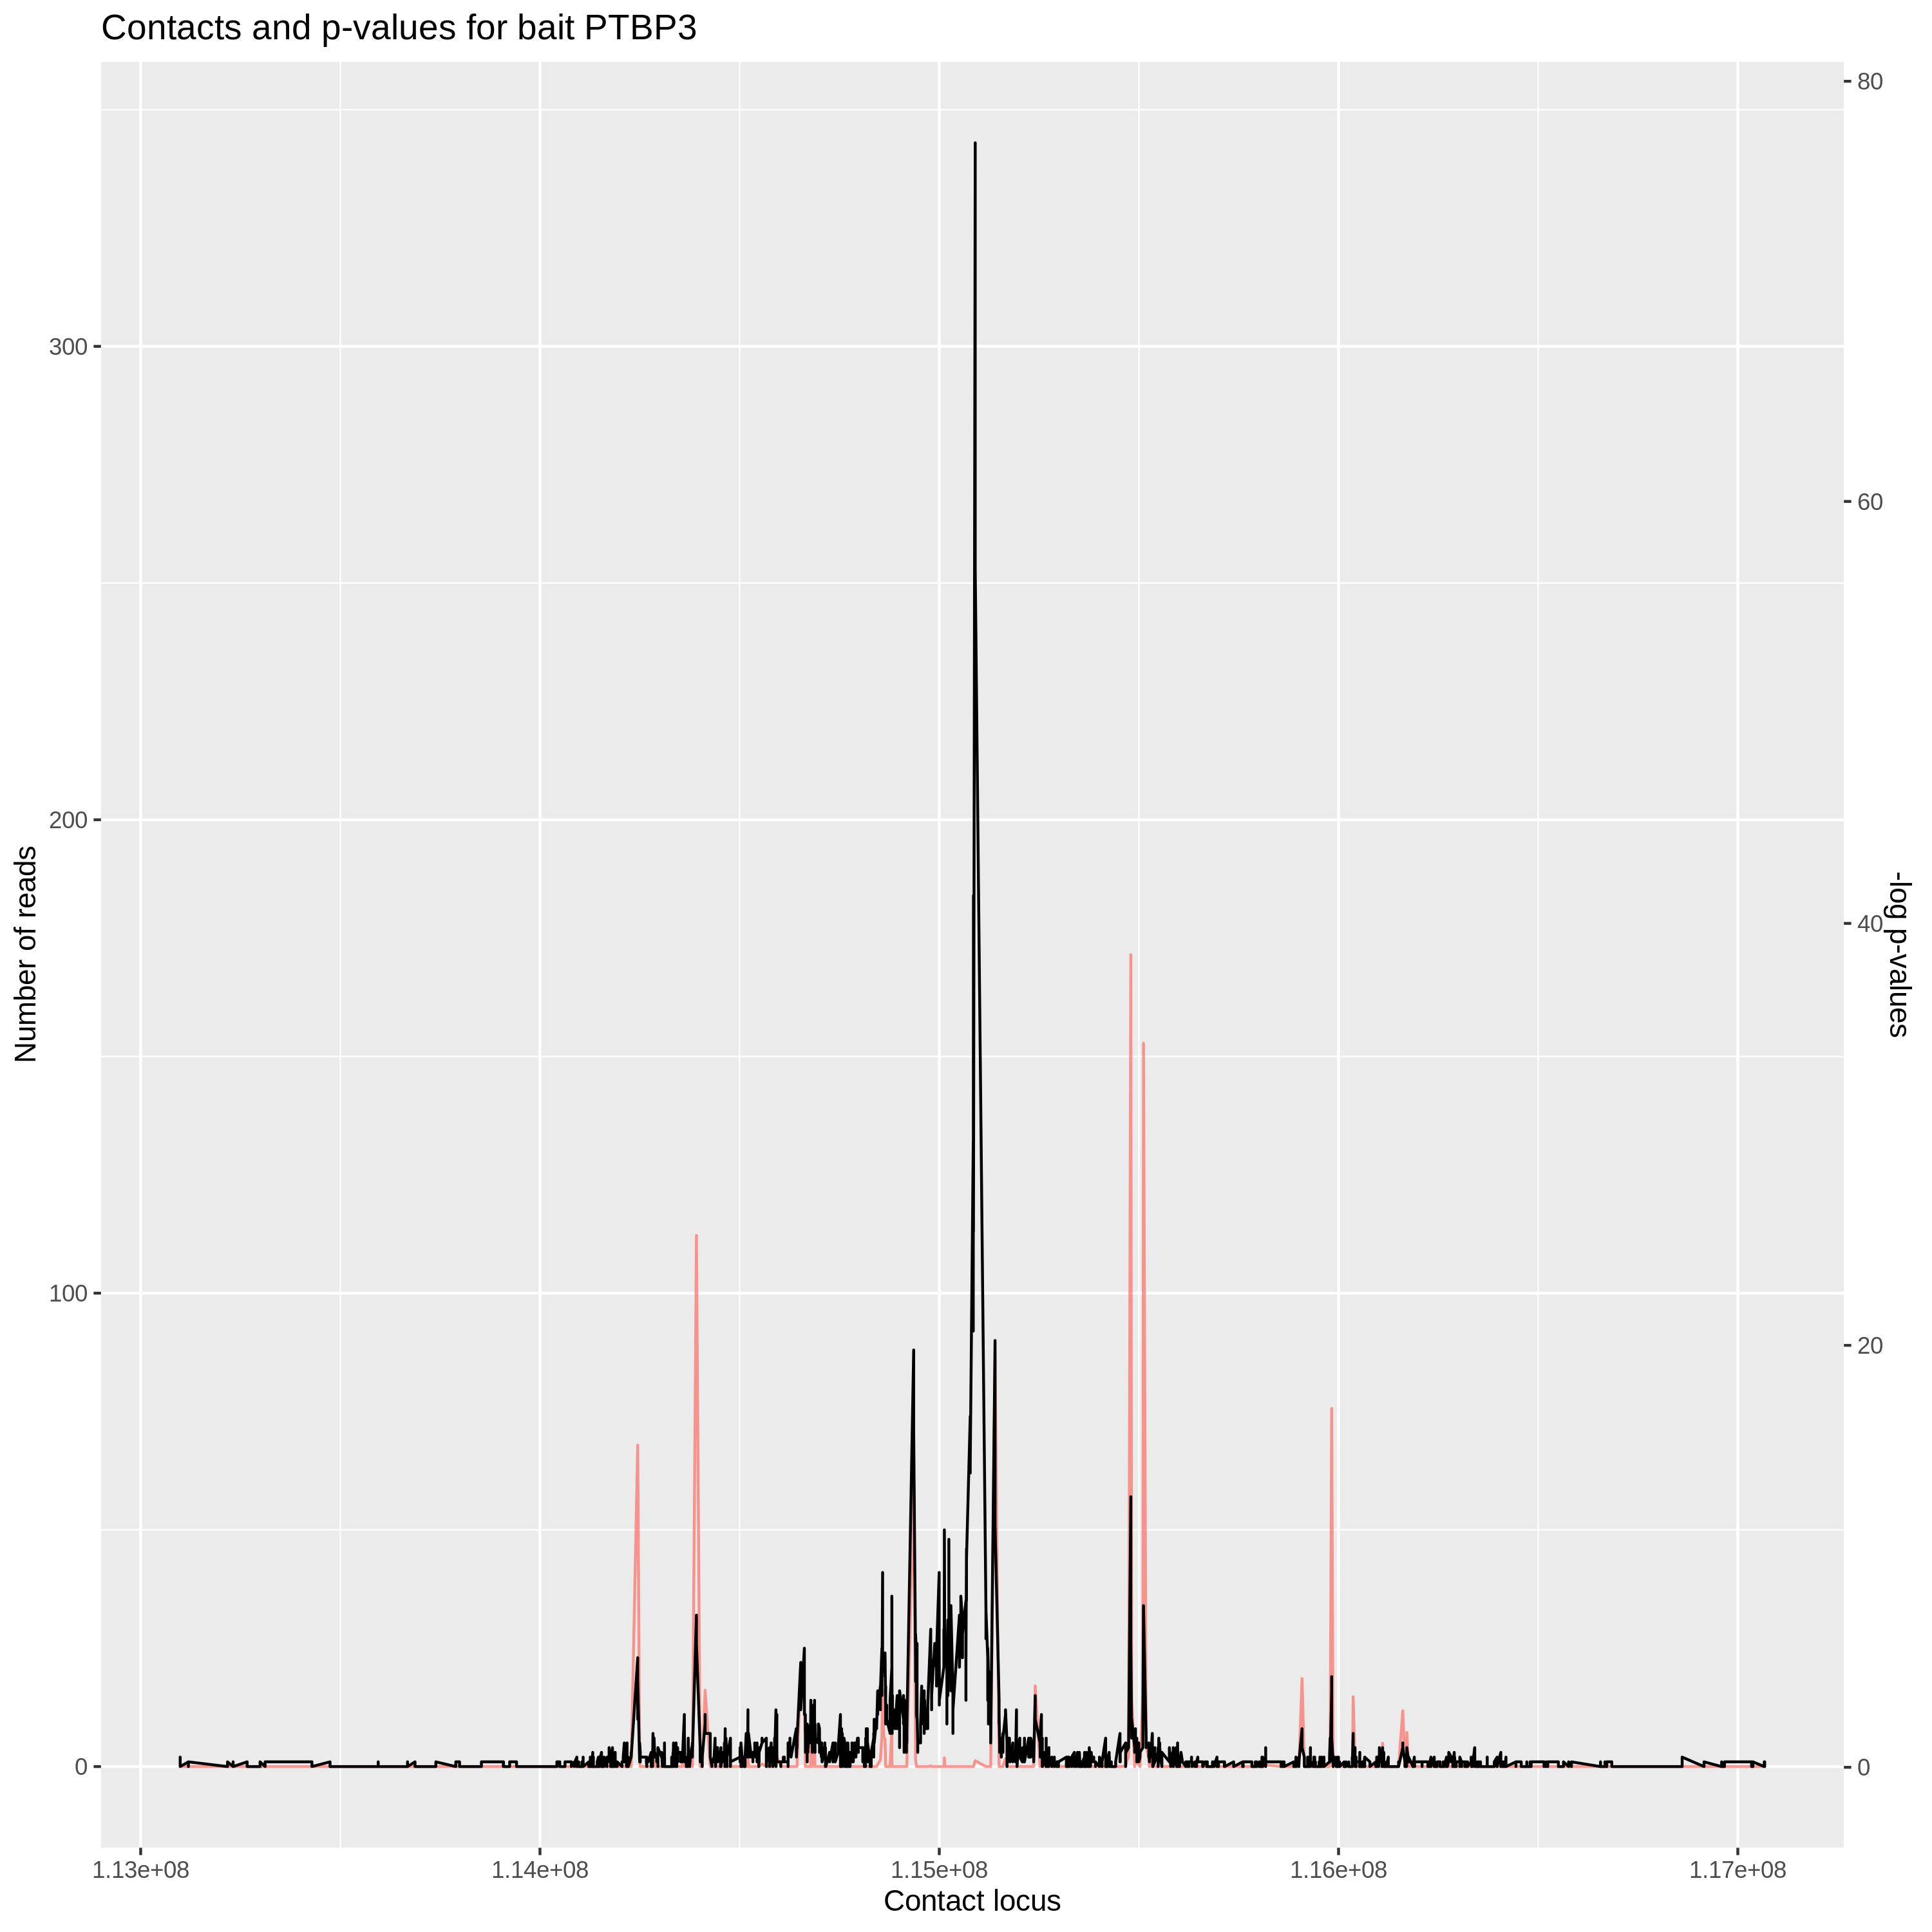 Contacts and p-values for bait PTBP3
Number of reads
300
200
100
0
80
60
40
20
0
-log p-values
1.13e+08
1.14e+08
1.15e+08
1.16e+08
1.17e+08
Contact locus